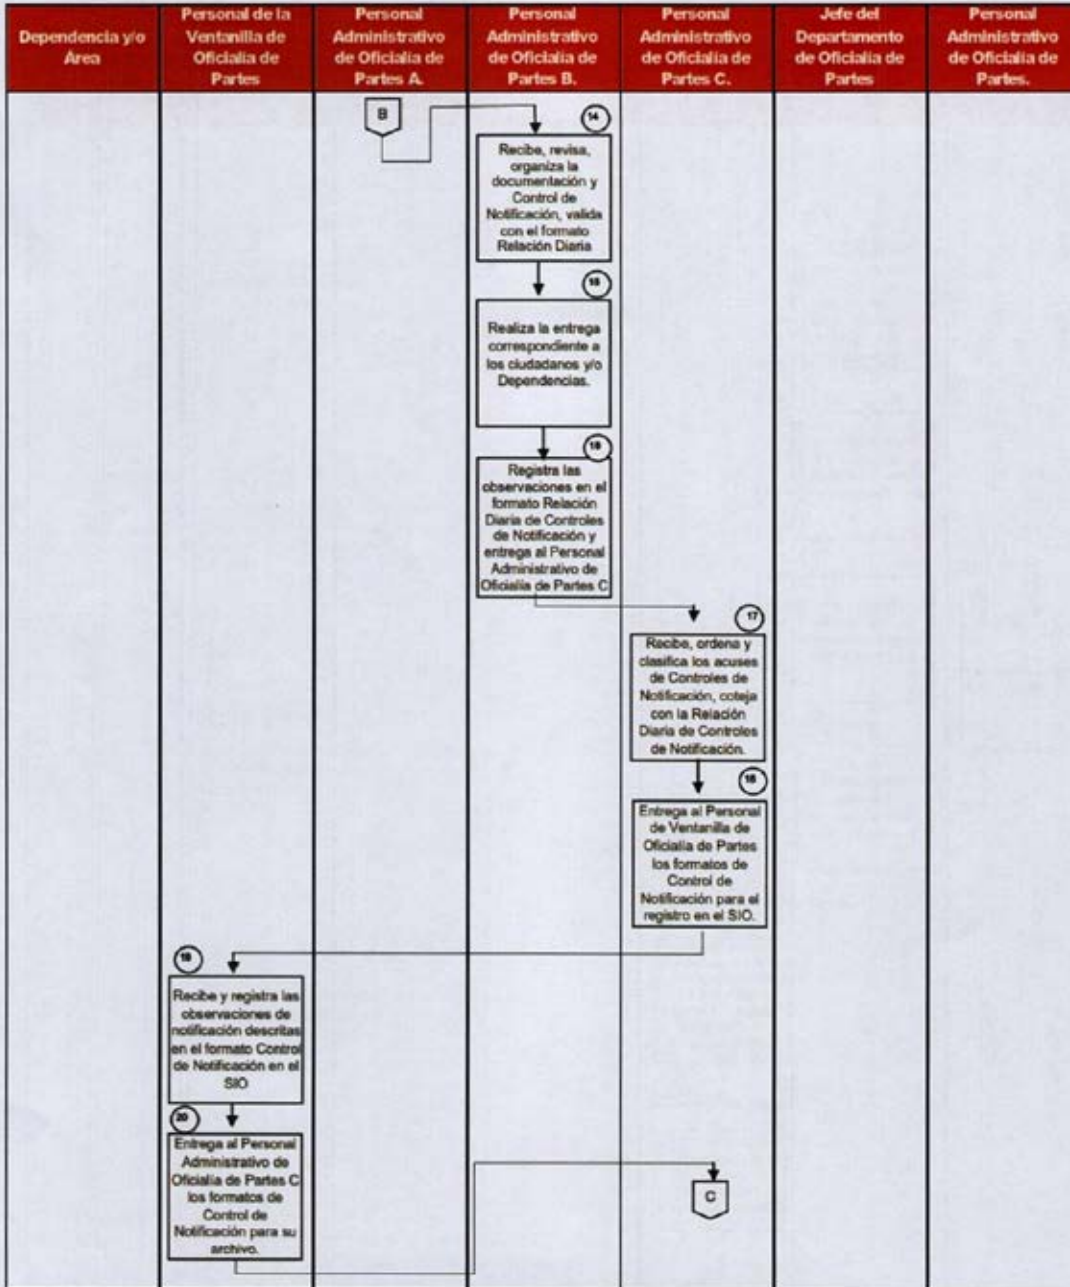 Dependencia y/o
Área
Personal de la
Ventanilla de
Oficialía de
Partes
Personal
Administrativo
de Oficialía de
Partes A.
Personal
Administrativo
de Oficialía de
Partes B.
Personal
Administrativo
de Oficialía de
Partes C.
Jefe del
Departamento
de Oficialía de
Partes
Personal
Administrativo
de Oficialía de
Partes.
B
14
Recibe, revisa,
organiza la
documentación y
Control de
Notificación, valida
con el formato
Relación Diaria
15
Realiza la entrega
correspondiente a
los ciudadanos y/o
Dependencias.
16
Registra las
observaciones en el
formato Relación
Diaria de Controles
de Notificación y
entrega al Personal
Administrativo de
Oficialía de Partes C
17
Recibe, ordena y
clasifica los acuses
de Controles de
Notificación, coteja
con la Relación
Diaria de Controles
de Notificación.
18
Entrega al Personal
de Ventanilla de
Oficialía de Partes
los formatos de
Control de
Notificación para el
registro en el SIO.
19
Recibe y registra las
observaciones de
notificación descritas
en el formato Control
de Notificación en el
SIO
20
Entrega al Personal
Administrativo de
Oficialía de Partes C
los formatos de
Control de
Notificación para su
archivo.
C